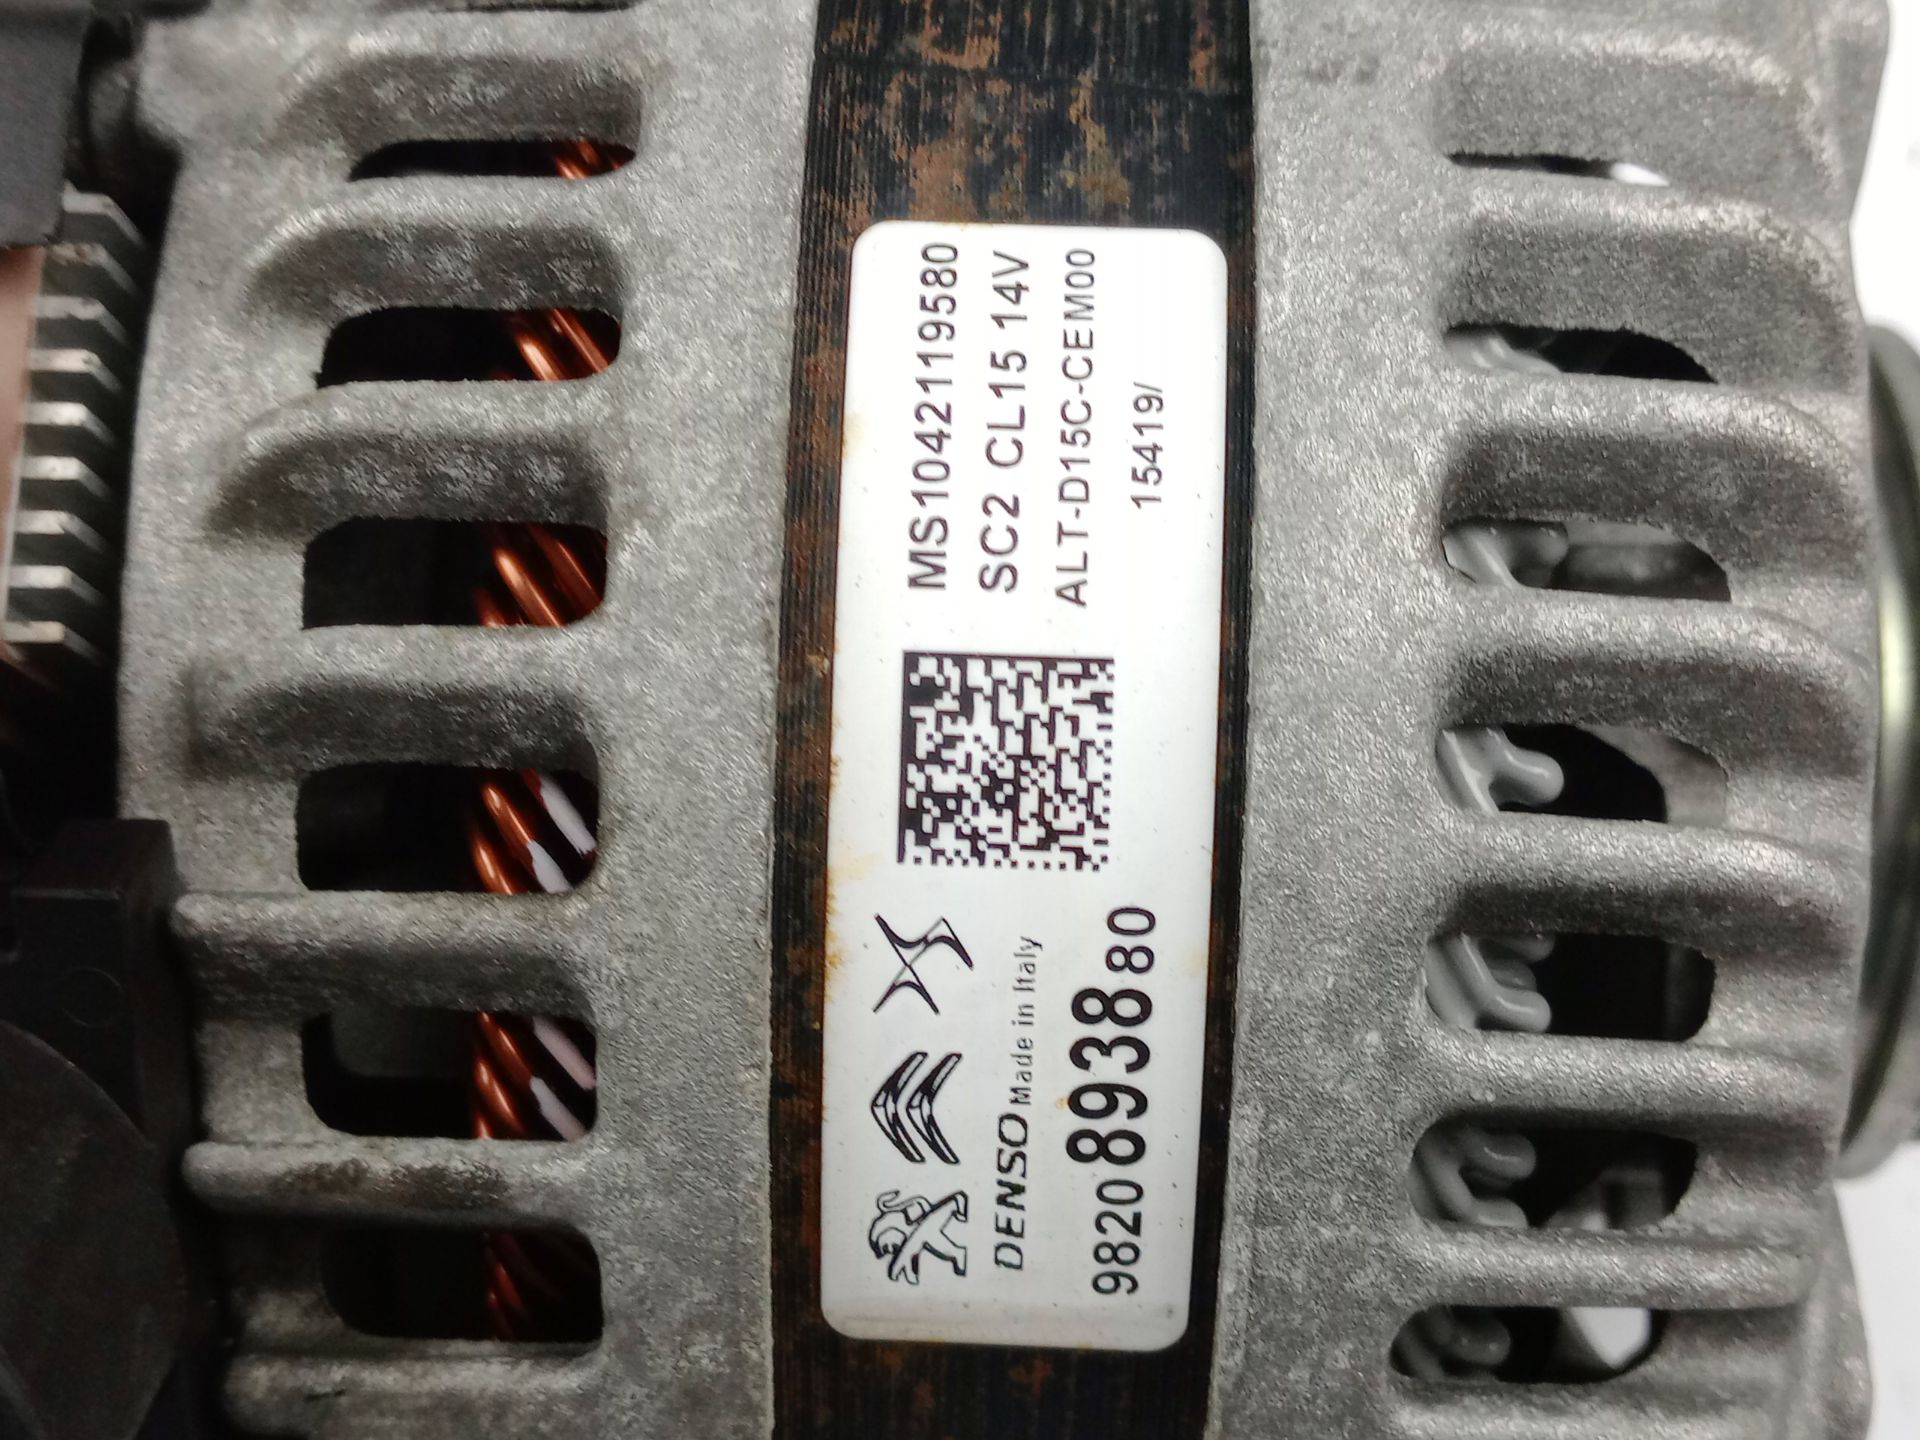 MS1042119580
SC2 CL15 14V
ALT-D15C-CEM00
15419/
DENSO Made in Italy
9820893880